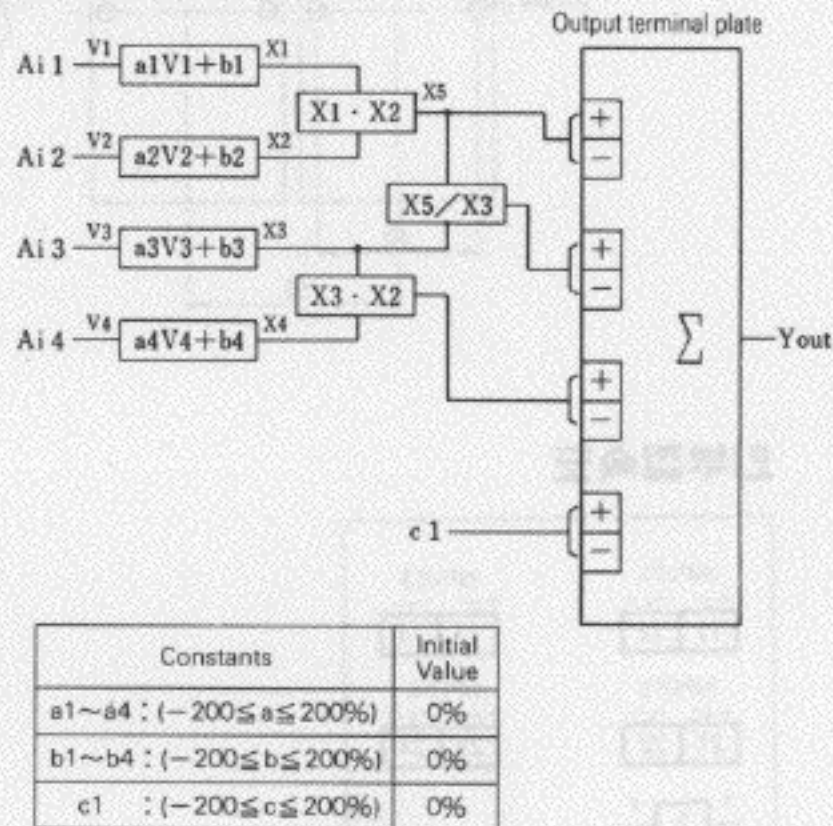 Output terminal plate
Ai 1 V1 a1V1+b1 X1
X1 · X2 X5
Ai 2 V2 a2V2+b2 X2
X5/X3
Ai 3 V3 a3V3+b3 X3
X3 · X2
Ai 4 V4 a4V4+b4 X4
+
−
+
−
+
−
+
−
Σ
Yout
c 1
Constants Initial Value
a1~a4 : (−200≦a≦200%) 0%
b1~b4 : (−200≦b≦200%) 0%
c1 : (−200≦c≦200%) 0%